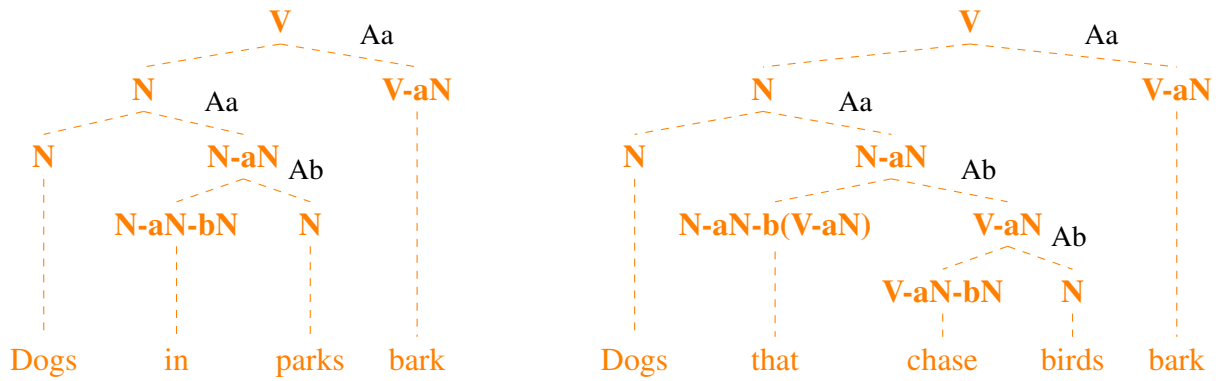 V V
Aa Aa
N V-aN N V-aN
Aa Aa
N N-aN N N-aN
Ab Ab
N-aN-bN N N-aN-b(V-aN) V-aN
Ab
V-aN-bN N
Dogs in parks bark Dogs that chase birds bark